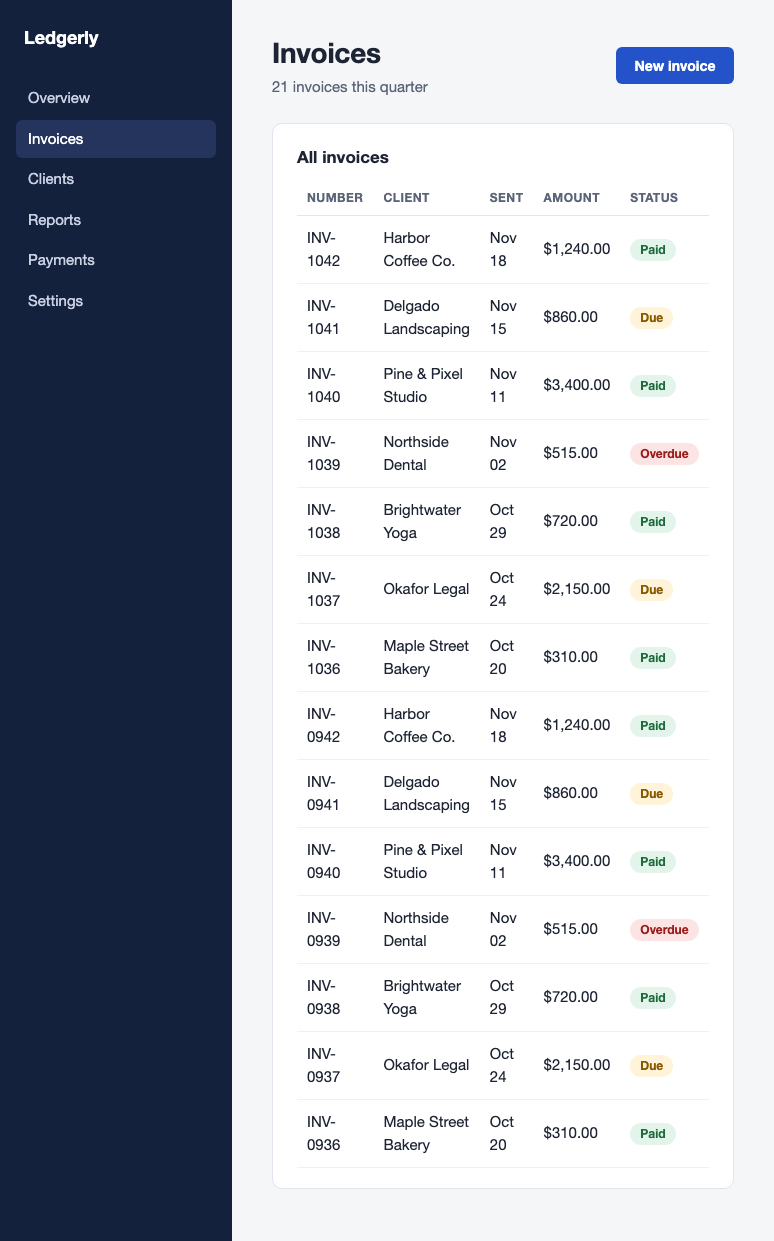 Ledgerly
Overview
Invoices
Clients
Reports
Payments
Settings
Invoices
21 invoices this quarter
New invoice
All invoices
NUMBER CLIENT SENT AMOUNT STATUS
INV-
1042
Harbor
Coffee Co.
Nov
18
$1,240.00
Paid
INV-
1041
Delgado
Landscaping
Nov
15
$860.00
Due
INV-
1040
Pine & Pixel
Studio
Nov
11
$3,400.00
Paid
INV-
1039
Northside
Dental
Nov
02
$515.00
Overdue
INV-
1038
Brightwater
Yoga
Oct
29
$720.00
Paid
INV-
1037
Okafor Legal
Oct
24
$2,150.00
Due
INV-
1036
Maple Street
Bakery
Oct
20
$310.00
Paid
INV-
0942
Harbor
Coffee Co.
Nov
18
$1,240.00
Paid
INV-
0941
Delgado
Landscaping
Nov
15
$860.00
Due
INV-
0940
Pine & Pixel
Studio
Nov
11
$3,400.00
Paid
INV-
0939
Northside
Dental
Nov
02
$515.00
Overdue
INV-
0938
Brightwater
Yoga
Oct
29
$720.00
Paid
INV-
0937
Okafor Legal
Oct
24
$2,150.00
Due
INV-
0936
Maple Street
Bakery
Oct
20
$310.00
Paid